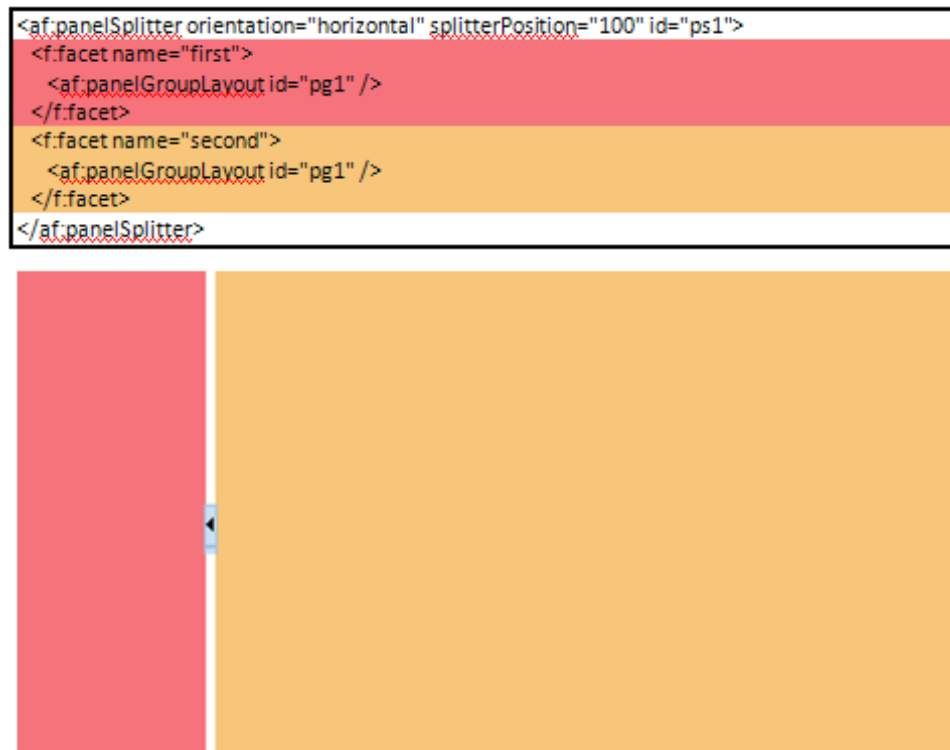 <af:panelSplitter orientation="horizontal" splitterPosition="100" id="ps1">
<f:facet name="first">
<af:panelGroupLayout id="pg1" />
</f:facet>
<f:facet name="second">
<af:panelGroupLayout id="pg1" />
</f:facet>
</af:panelSplitter>